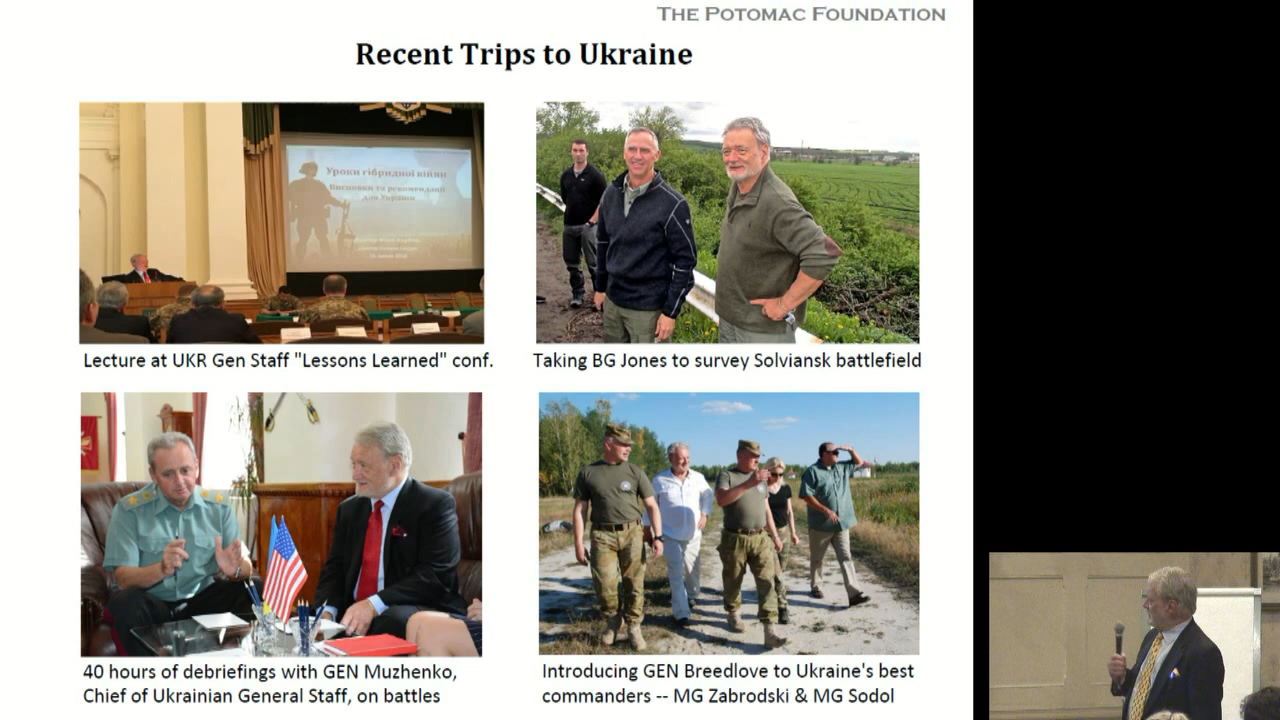 THE POTOMAC FOUNDATION
Recent Trips to Ukraine
Уроки гібридної війни
Висновки та рекомендації
для України
Lecture at UKR Gen Staff "Lessons Learned" conf.
Taking BG Jones to survey Solviansk battlefield
40 hours of debriefings with GEN Muzhenko,
Chief of Ukrainian General Staff, on battles
Introducing GEN Breedlove to Ukraine's best
commanders -- MG Zabrodski & MG Sodol